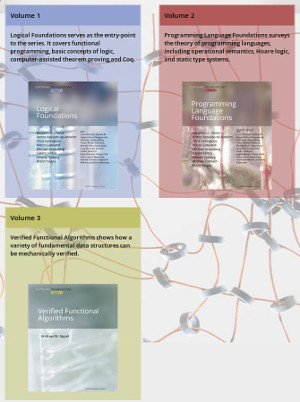 Volume 1
Logical Foundations serves as the entry-point
to the series. It covers functional
programming, basic concepts of logic,
computer-assisted theorem proving and Coq.
Logical
Foundations
Volume 2
Programming Language Foundations surveys
the theory of programming languages,
including operational semantics, Hoare logic,
and static type systems.
Programming
Language
Foundations
Volume 3
Verified Functional Algorithms shows how a
variety of fundamental data structures can
be mechanically verified.
Verified Functional
Algorithms
Andrew W. Appel